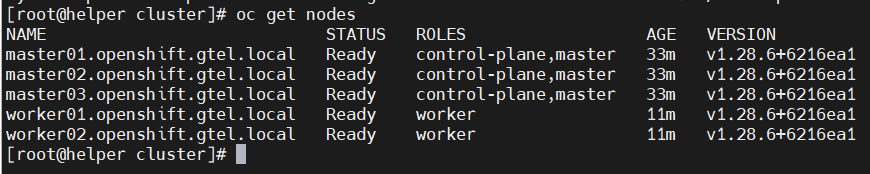 [root@helper cluster]# oc get nodes
NAME                            STATUS   ROLES                  AGE   VERSION
master01.openshift.gtel.local   Ready    control-plane,master   33m   v1.28.6+6216ea1
master02.openshift.gtel.local   Ready    control-plane,master   33m   v1.28.6+6216ea1
master03.openshift.gtel.local   Ready    control-plane,master   33m   v1.28.6+6216ea1
worker01.openshift.gtel.local   Ready    worker                 11m   v1.28.6+6216ea1
worker02.openshift.gtel.local   Ready    worker                 11m   v1.28.6+6216ea1
[root@helper cluster]#